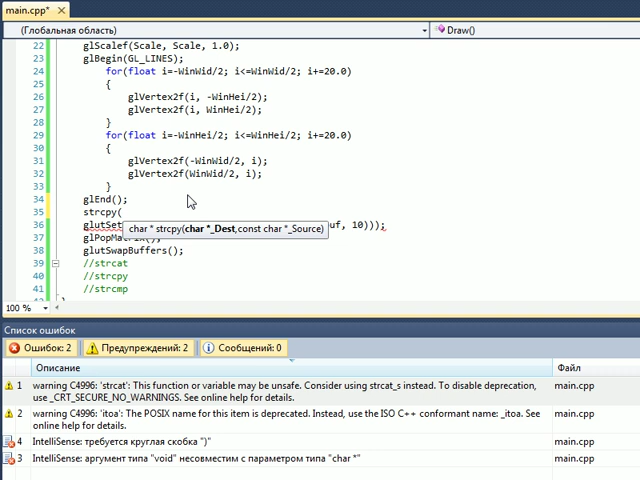 main.cpp*
(Глобальная область)
Draw()
22 glScalef(Scale, Scale, 1.0);
23 glBegin(GL_LINES);
24 for(float i=-WinWid/2; i<=WinWid/2; i+=20.0)
25 {
26 glVertex2f(i, -WinHei/2);
27 glVertex2f(i, WinHei/2);
28 }
29 for(float i=-WinHei/2; i<=WinHei/2; i+=20.0)
30 {
31 glVertex2f(-WinWid/2, i);
32 glVertex2f(WinWid/2, i);
33 }
34 glEnd();
35 strcpy(
char * strcpy(char *_Dest,const char *_Source)
36 glutSet uf, 10)));
37 glPopMatrix();
38 glutSwapBuffers();
39 //strcat
40 //strcpy
41 //strcmp
100 %
Список ошибок
Ошибок: 2
Предупреждений: 2
Сообщений: 0
Описание
Файл
1 warning C4996: 'strcat': This function or variable may be unsafe. Consider using strcat_s instead. To disable deprecation, main.cpp
use _CRT_SECURE_NO_WARNINGS. See online help for details.
2 warning C4996: 'itoa': The POSIX name for this item is deprecated. Instead, use the ISO C++ conformant name: _itoa. See main.cpp
online help for details.
4 IntelliSense: требуется круглая скобка ")" main.cpp
3 IntelliSense: аргумент типа "void" несовместим с параметром типа "char *" main.cpp